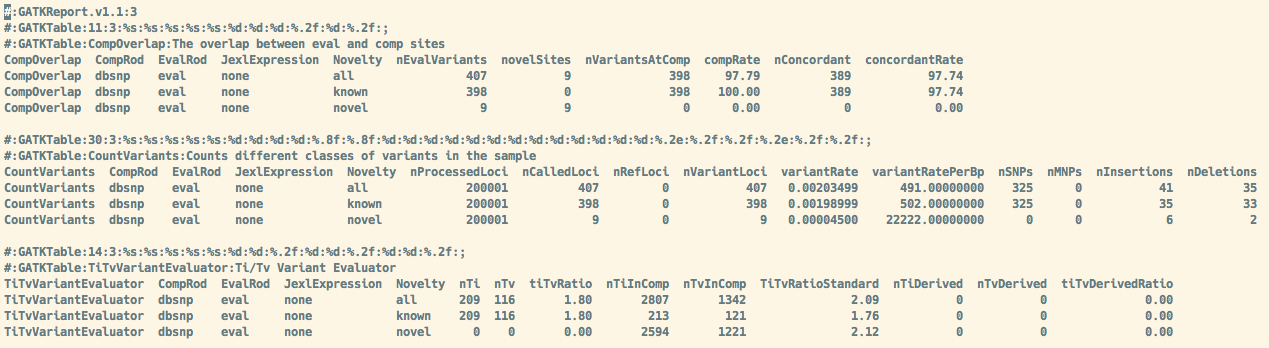 #:GATKReport.v1.1:3
#:GATKTable:11:3:%s:%s:%s:%s:%s:%d:%d:%d:%.2f:%d:%.2f:;
#:GATKTable:CompOverlap:The overlap between eval and comp sites
CompOverlap  CompRod  EvalRod  JexlExpression  Novelty  nEvalVariants  novelSites  nVariantsAtComp  compRate  nConcordant  concordantRate
CompOverlap  dbsnp    eval     none            all                407           9              398     97.79          389           97.74
CompOverlap  dbsnp    eval     none            known              398           0              398    100.00          389           97.74
CompOverlap  dbsnp    eval     none            novel                9           9                0      0.00            0            0.00
#:GATKTable:30:3:%s:%s:%s:%s:%s:%d:%d:%d:%d:%.8f:%.8f:%d:%d:%d:%d:%d:%d:%d:%d:%d:%d:%d:%d:%d:%.2e:%.2f:%.2f:%.2e:%.2f:%.2f:;
#:GATKTable:CountVariants:Counts different classes of variants in the sample
CountVariants  CompRod  EvalRod  JexlExpression  Novelty  nProcessedLoci  nCalledLoci  nRefLoci  nVariantLoci  variantRate  variantRatePerBp  nSNPs  nMNPs  nInsertions  nDeletions
CountVariants  dbsnp    eval     none            all              200001          407         0           407   0.00203499      491.00000000    325      0           41          35
CountVariants  dbsnp    eval     none            known            200001          398         0           398   0.00198999      502.00000000    325      0           35          33
CountVariants  dbsnp    eval     none            novel            200001            9         0             9   0.00004500    22222.00000000      0      0            6           2
#:GATKTable:14:3:%s:%s:%s:%s:%s:%d:%d:%.2f:%d:%d:%.2f:%d:%d:%.2f:;
#:GATKTable:TiTvVariantEvaluator:Ti/Tv Variant Evaluator
TiTvVariantEvaluator  CompRod  EvalRod  JexlExpression  Novelty  nTi  nTv  tiTvRatio  nTiInComp  nTvInComp  TiTvRatioStandard  nTiDerived  nTvDerived  tiTvDerivedRatio
TiTvVariantEvaluator  dbsnp    eval     none            all      209  116       1.80       2807       1342               2.09           0           0              0.00
TiTvVariantEvaluator  dbsnp    eval     none            known    209  116       1.80        213        121               1.76           0           0              0.00
TiTvVariantEvaluator  dbsnp    eval     none            novel      0    0       0.00       2594       1221               2.12           0           0              0.00